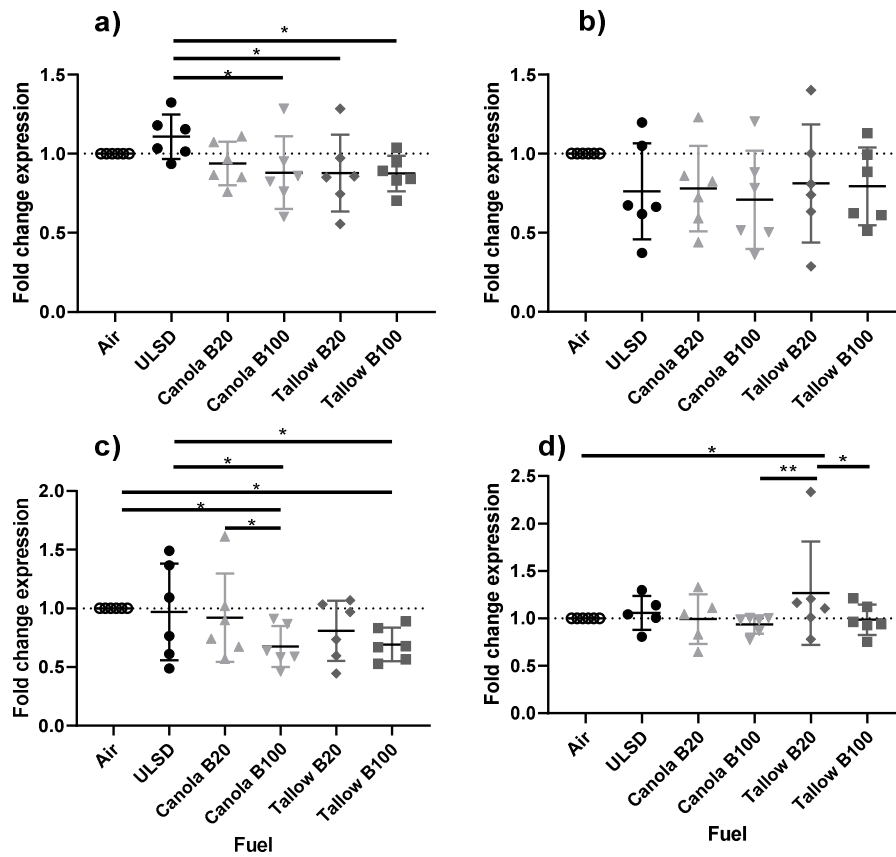 a)
*
*
*
Fold change expression
1.5
1.0
0.5
0.0
Air
ULSD
Canola B20
Canola B100
Tallow B20
Tallow B100
b)
Fold change expression
1.5
1.0
0.5
0.0
Air
ULSD
Canola B20
Canola B100
Tallow B20
Tallow B100
c)
*
*
*
*
*
Fold change expression
2.0
1.5
1.0
0.5
0.0
Air
ULSD
Canola B20
Canola B100
Tallow B20
Tallow B100
Fuel
d)
*
**
*
Fold change expression
2.5
2.0
1.5
1.0
0.5
0.0
Air
ULSD
Canola B20
Canola B100
Tallow B20
Tallow B100
Fuel